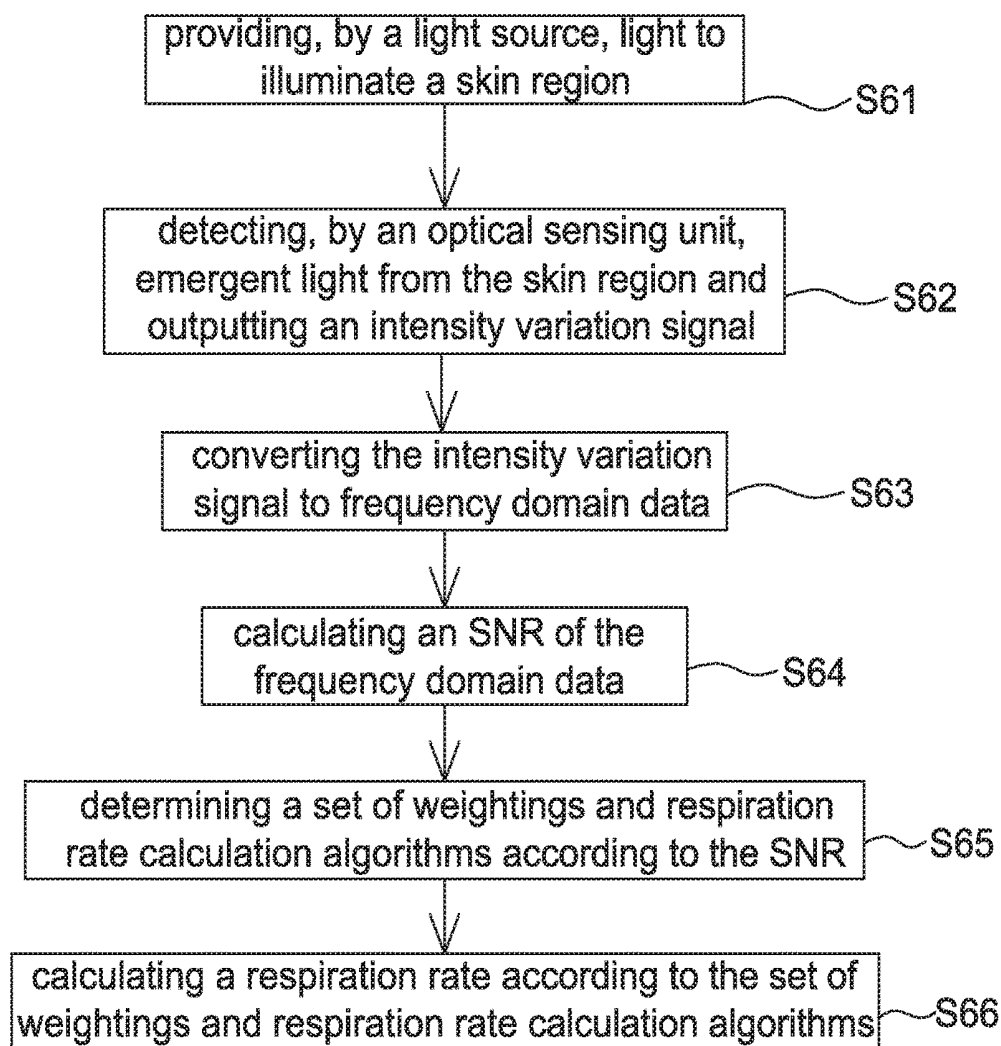 providing, by a light source, light to
illuminate a skin region
S61
detecting, by an optical sensing unit,
emergent light from the skin region and
outputting an intensity variation signal
S62
converting the intensity variation
signal to frequency domain data
S63
calculating an SNR of the
frequency domain data
S64
determining a set of weightings and respiration
rate calculation algorithms according to the SNR
S65
calculating a respiration rate according to the set of
weightings and respiration rate calculation algorithms
S66